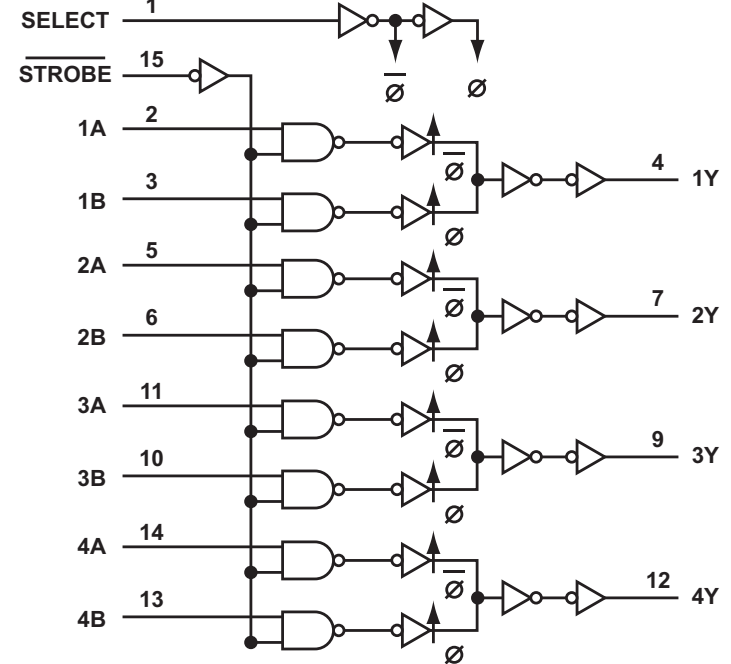 SELECT 1
S̅T̅R̅O̅B̅E̅ 15
∅̅ ∅
1A 2
∅̅
4 1Y
1B 3
∅
2A 5
∅̅
7 2Y
2B 6
∅
3A 11
∅̅
9 3Y
3B 10
∅
4A 14
∅̅
12 4Y
4B 13
∅